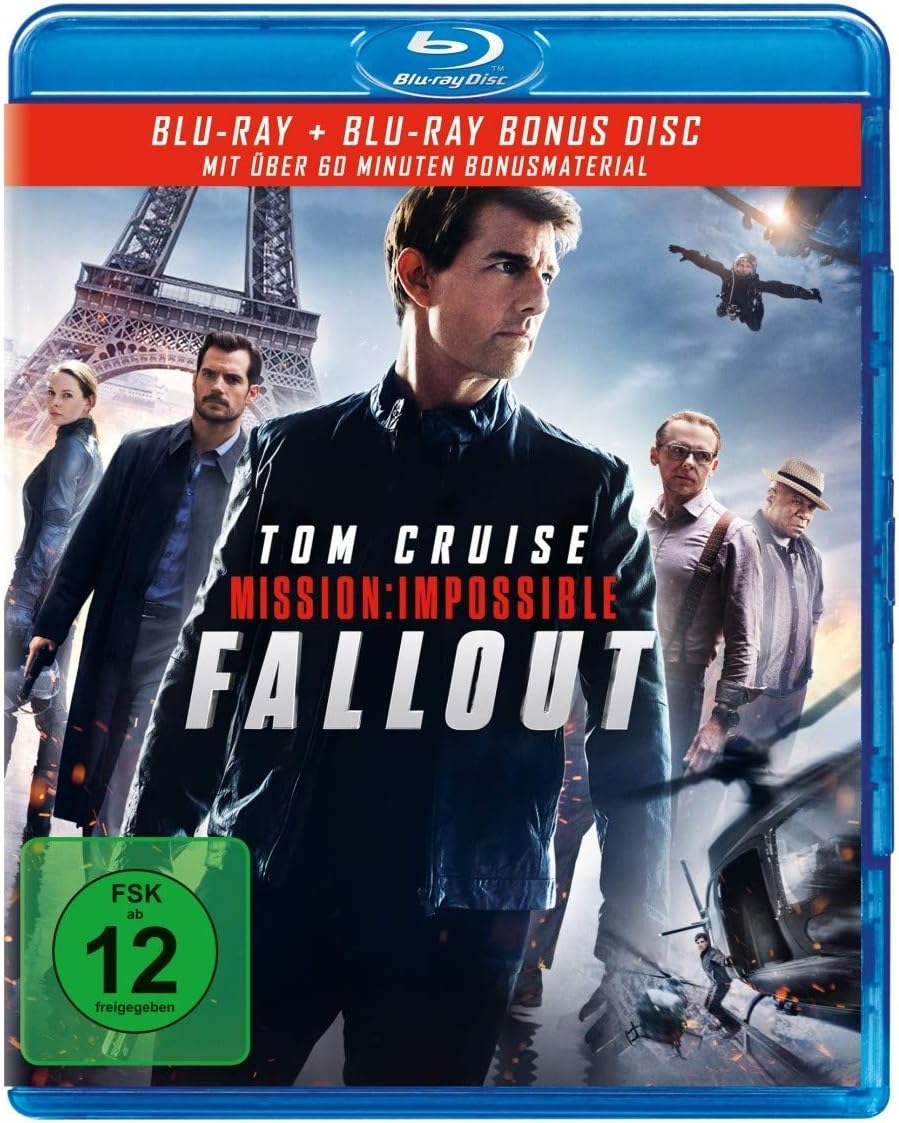 Blu-ray Disc
TM
BLU-RAY + BLU-RAY BONUS DISC
MIT ÜBER 60 MINUTEN BONUSMATERIAL
TOM CRUISE
MISSION:IMPOSSIBLE
FALLOUT
FSK
ab
12
freigegeben